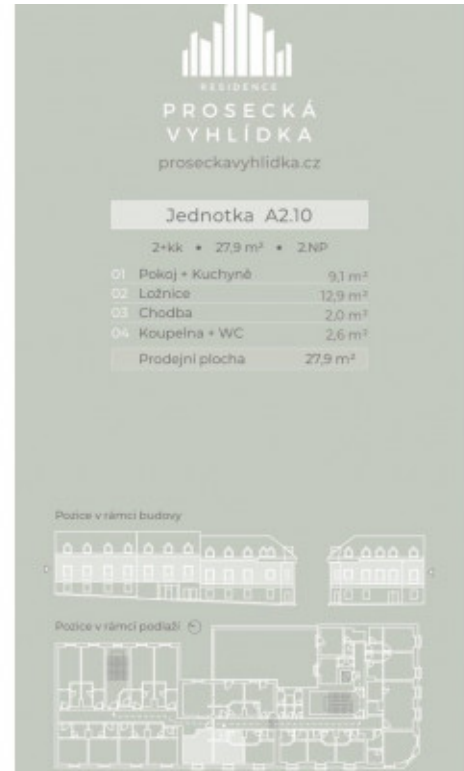 RESIDENCE
PROSECKÁ
VYHLÍDKA
proseckavyhlidka.cz
Jednotka A2.10
2+kk • 27,9 m² • 2.NP
01 Pokoj + Kuchyně 9,1 m²
02 Ložnice 12,9 m²
03 Chodba 2,0 m²
04 Koupelna + WC 2,6 m²
Prodejní plocha 27,9 m²
Pozice v rámci budovy
Pozice v rámci podlaží